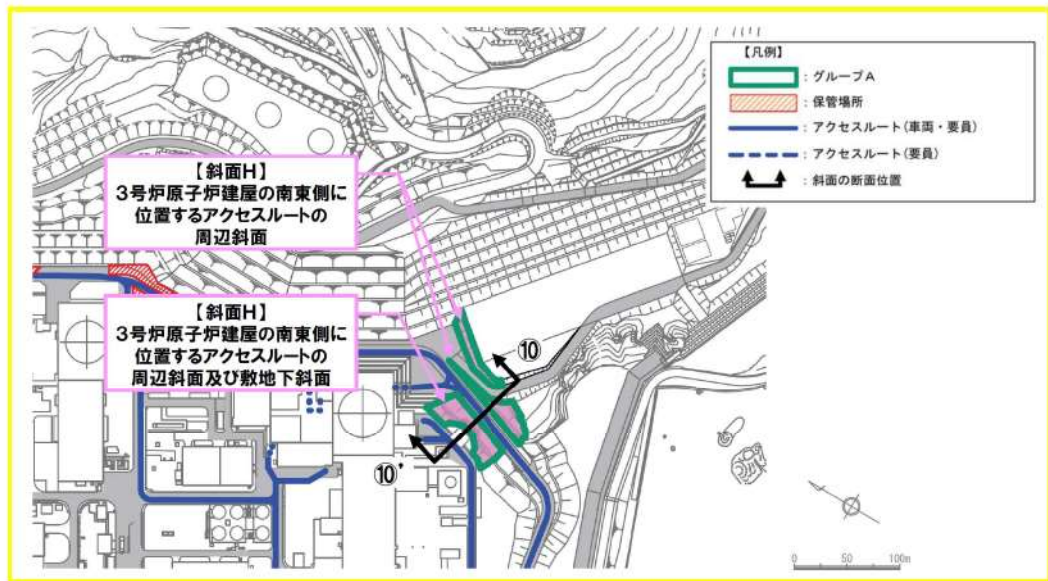 【凡例】
：グループA
：保管場所
：アクセスルート(車両・要員)
：アクセスルート(要員)
：斜面の断面位置
【斜面H】
3号炉原子炉建屋の南東側に
位置するアクセスルートの
周辺斜面
【斜面H】
3号炉原子炉建屋の南東側に
位置するアクセスルートの
周辺斜面及び敷地下斜面
⑩
⑩'
0 50 100m